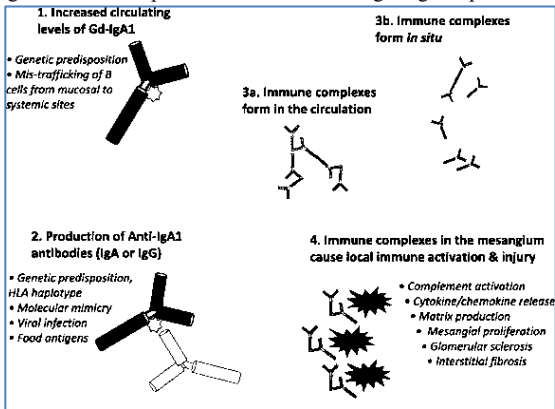 1. Increased circulating
levels of Gd-IgA1
• Genetic predisposition
• Mis-trafficking of B
cells from mucosal to
systemic sites
3a. Immune complexes
form in the circulation
3b. Immune complexes
form in situ
2. Production of Anti-IgA1
antibodies (IgA or IgG)
• Genetic predisposition,
HLA haplotype
• Molecular mimicry
• Viral infection
• Food antigens
4. Immune complexes in the mesangium
cause local immune activation & injury
• Complement activation
• Cytokine/chemokine release
• Matrix production
• Mesangial proliferation
• Glomerular sclerosis
• Interstitial fibrosis